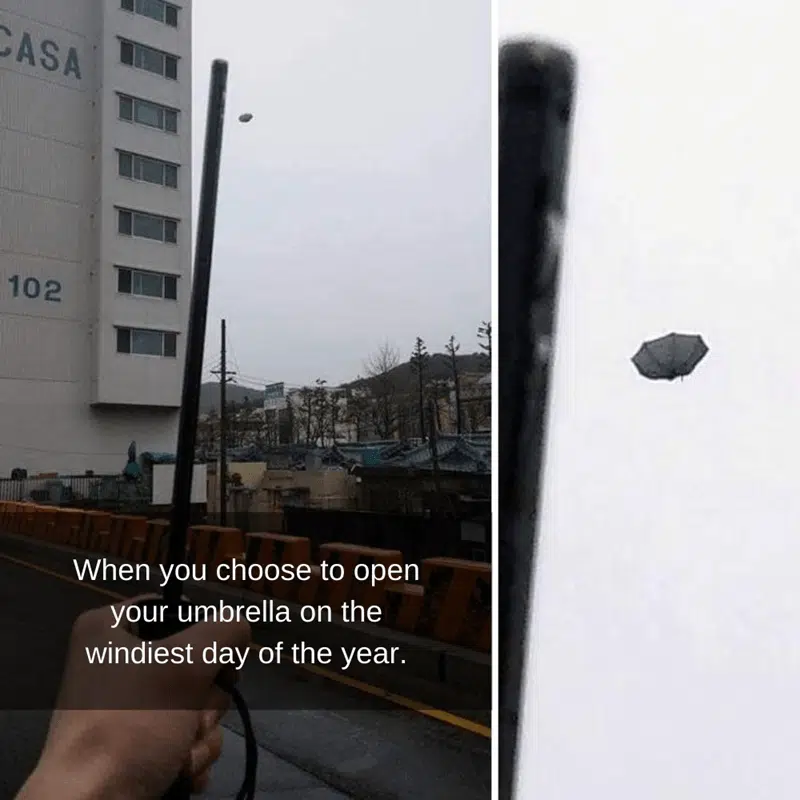 CASA
102
When you choose to open
your umbrella on the
windiest day of the year.